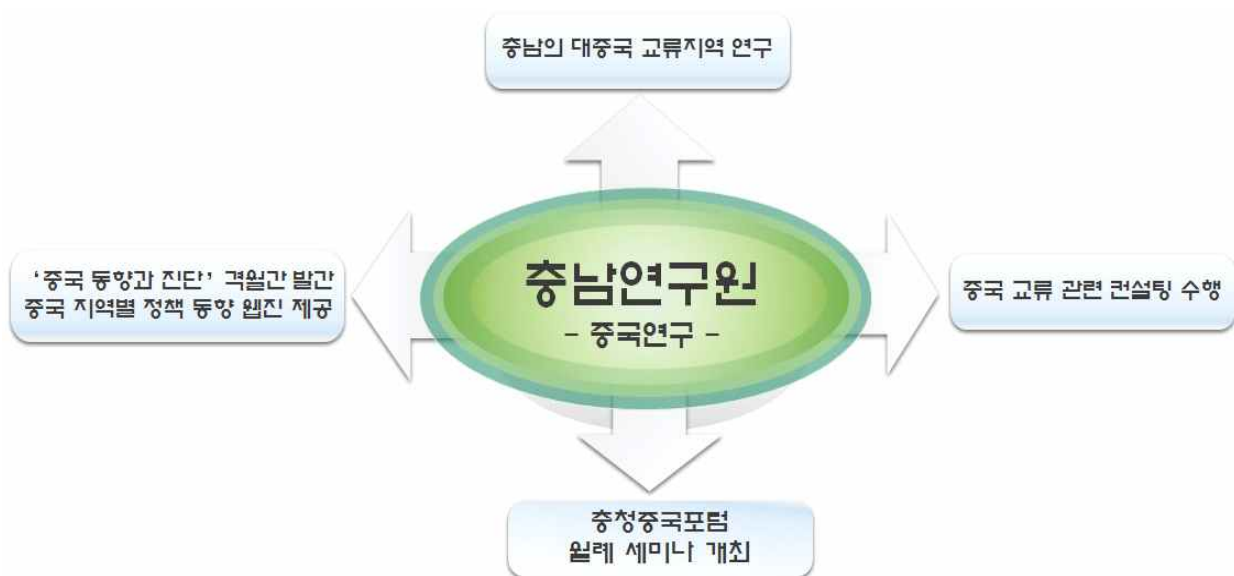 충남의 대중국 교류지역 연구
‘중국 동향과 진단’ 격월간 발간
중국 지역별 정책 동향 웹진 제공
충남연구원
- 중국연구 -
중국 교류 관련 컨설팅 수행
충청중국포럼
월례 세미나 개최